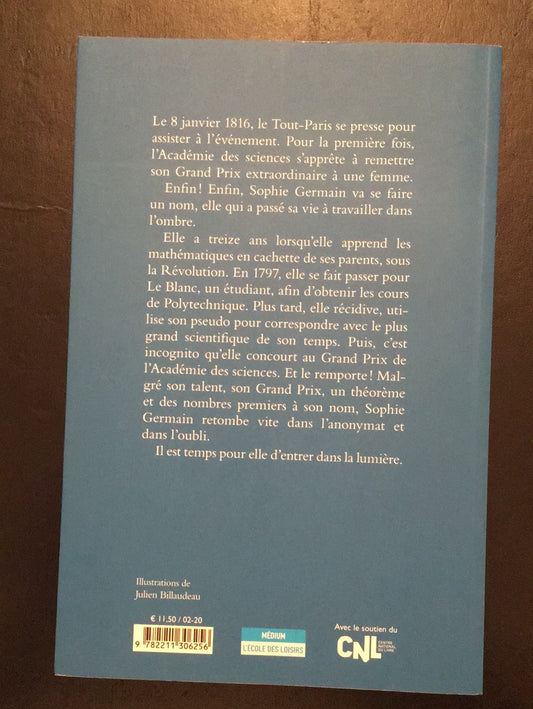 Le 8 janvier 1816, le Tout-Paris se presse pour
assister à l'événement. Pour la première fois,
l'Académie des sciences s'apprête à remettre
son Grand Prix extraordinaire à une femme.
Enfin ! Enfin, Sophie Germain va se faire
un nom, elle qui a passé sa vie à travailler dans
l'ombre.
Elle a treize ans lorsqu'elle apprend les
mathématiques en cachette de ses parents, sous
la Révolution. En 1797, elle se fait passer pour
Le Blanc, un étudiant, afin d'obtenir les cours
de Polytechnique. Plus tard, elle récidive, uti-
lise son pseudo pour correspondre avec le plus
grand scientifique de son temps. Puis, c'est
incognito qu'elle concourt au Grand Prix de
l'Académie des sciences. Et le remporte ! Mal-
gré son talent, son Grand Prix, un théorème
et des nombres premiers à son nom, Sophie
Germain retombe vite dans l'anonymat et
dans l'oubli.
Il est temps pour elle d'entrer dans la lumière.
Illustrations de
Julien Billaudeau
€ 11,50 / 02-20
9 782211 306256
MÉDIUM
L'ÉCOLE DES LOISIRS
Avec le soutien du
CNL CENTRE
NATIONAL
DU LIVRE